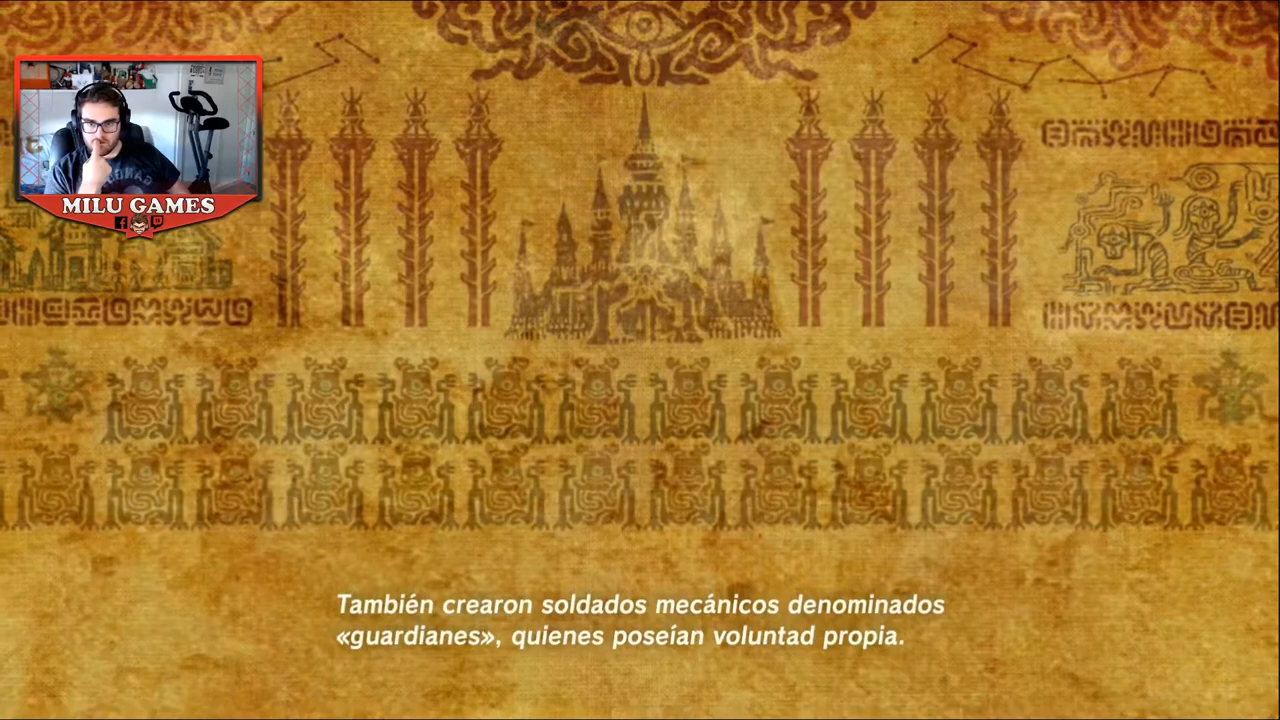 MILU GAMES
También crearon soldados mecánicos denominados
«guardianes», quienes poseían voluntad propia.